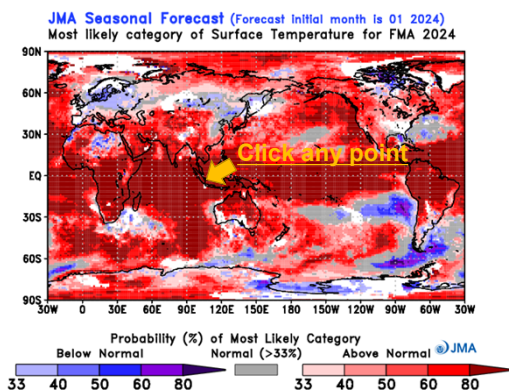 JMA Seasonal Forecast (Forecast initial month is 01 2024)
Most likely category of Surface Temperature for FMA 2024
90N
60N
30N
EQ
30S
60S
90S
Click any point
30W 0 30E 60E 90E 120E 150E 180 150W 120W 90W 60W 30W
Probability (%) of Most Likely Category
Below Normal Normal (>33%) Above Normal
33 40 50 60 80 33 40 50 60 80
JMA